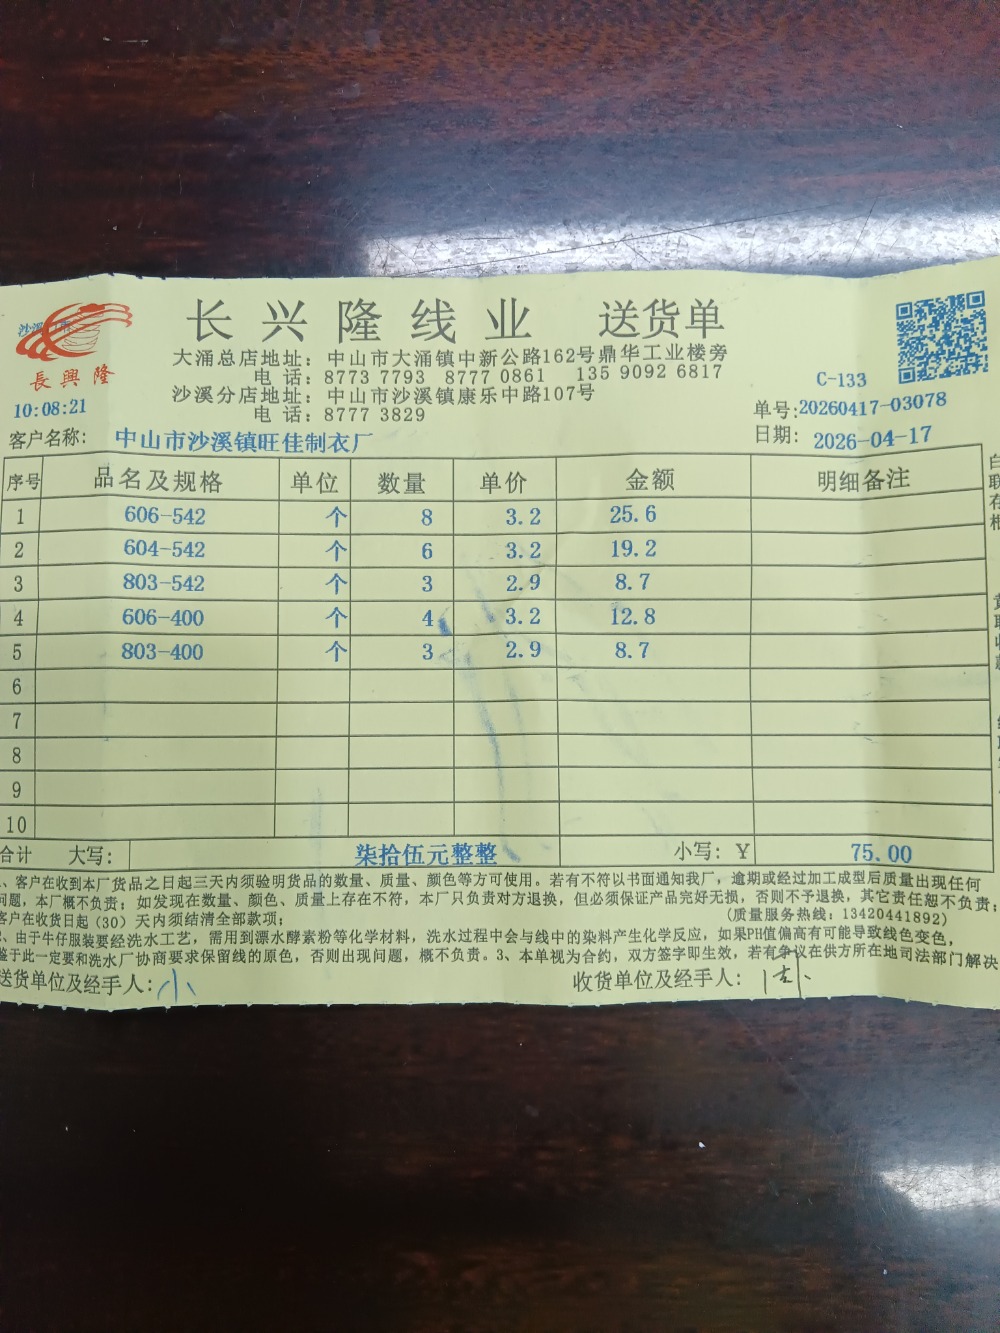 长兴隆线业 送货单
長興隆
大涌总店地址：中山市大涌镇中新公路162号鼎华工业楼旁
电 话：8773 7793 8777 0861 135 9092 6817
沙溪分店地址：中山市沙溪镇康乐中路107号
电 话：8777 3829
C-133
10:08:21
单号:20260417-03078
客户名称: 中山市沙溪镇旺佳制衣厂
日期: 2026-04-17
序号 品名及规格 单位 数量 单价 金额 明细备注
1 606-542 个 8 3.2 25.6
2 604-542 个 6 3.2 19.2
3 803-542 个 3 2.9 8.7
4 606-400 个 4 3.2 12.8
5 803-400 个 3 2.9 8.7
6
7
8
9
10
合计 大写: 柒拾伍元整整 小写: ¥ 75.00
、客户在收到本厂货品之日起三天内须验明货品的数量、质量、颜色等方可使用。若有不符以书面通知我厂，逾期或经过加工成型后质量出现任何
问题，本厂概不负责；如发现在数量、颜色、质量上存在不符，本厂只负责对方退换，但必须保证产品完好无损，否则不予退换，其它责任恕不负责；
客户在收货日起（30）天内须结清全部款项； (质量服务热线: 13420441892)
、由于牛仔服装要经洗水工艺，需用到漂水酵素粉等化学材料，洗水过程中会与线中的染料产生化学反应，如果PH值偏高有可能导致线色变色，
鉴于此一定要和洗水厂协商要求保留线的原色，否则出现问题，概不负责。3、本单视为合约，双方签字即生效，若有争议在供方所在地司法部门解决
送货单位及经手人: 小 收货单位及经手人: